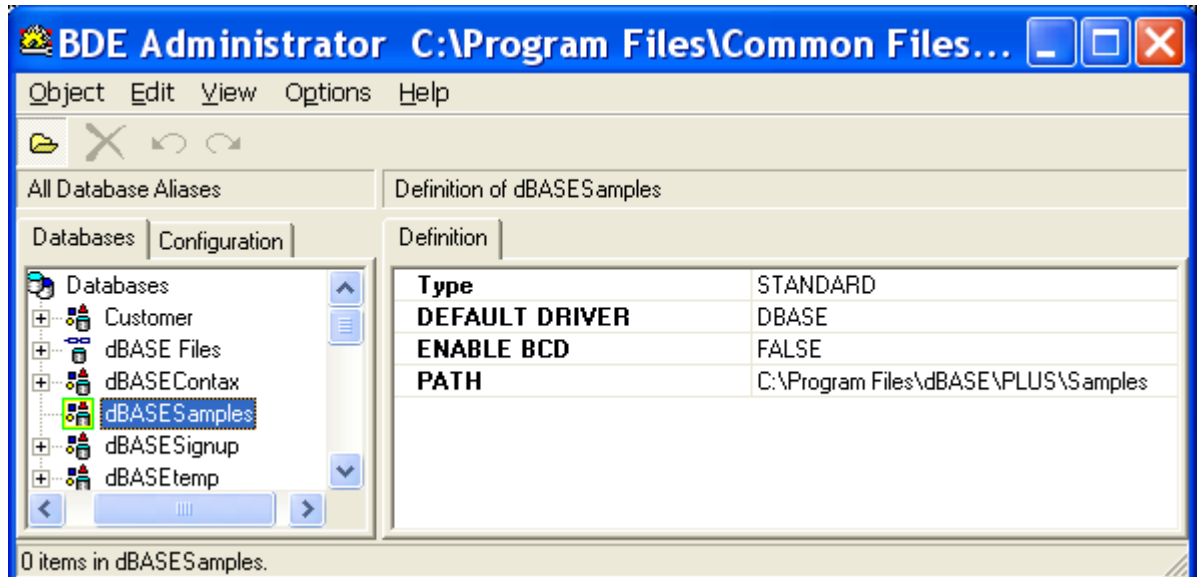 BDE Administrator C:\Program Files\Common Files...
Object Edit View Options Help
All Database Aliases
Definition of dBASESamples
Databases Configuration
Definition
Databases
Customer
dBASE Files
dBASEContax
dBASESamples
dBASESignup
dBASEtemp
Type STANDARD
DEFAULT DRIVER DBASE
ENABLE BCD FALSE
PATH C:\Program Files\dBASE\PLUS\Samples
0 items in dBASESamples.